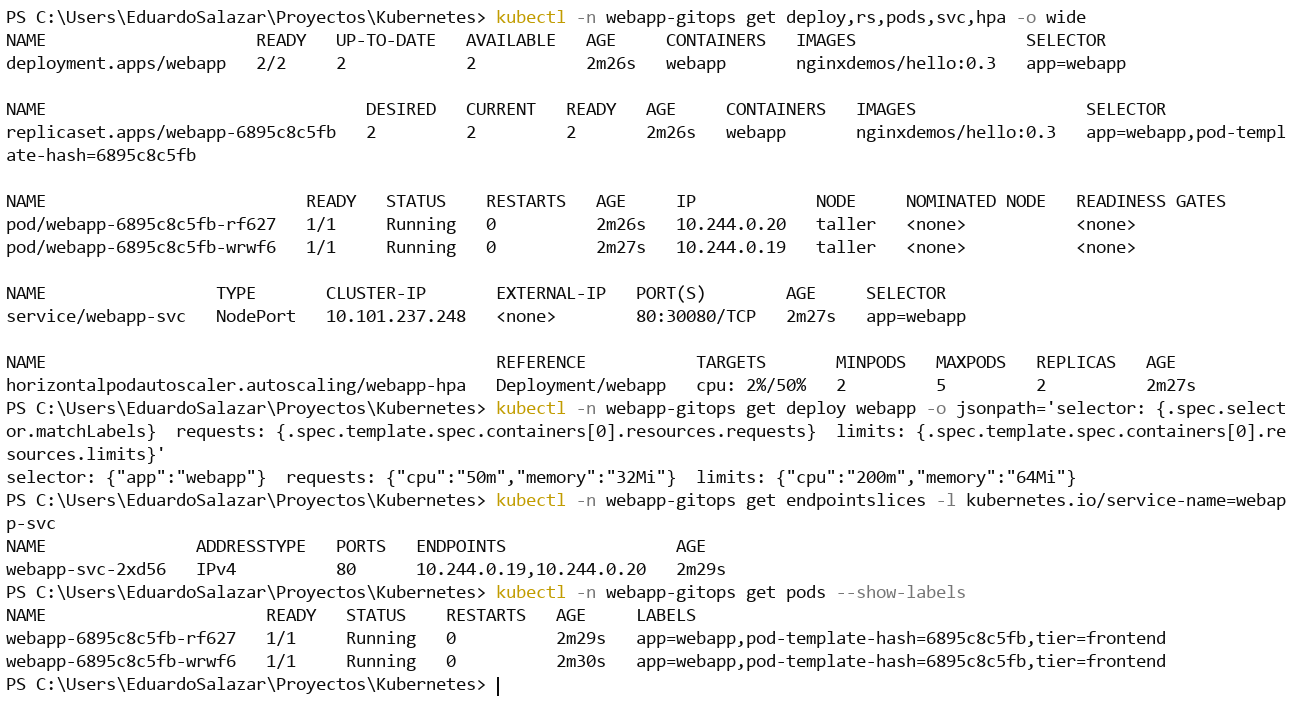 PS C:\Users\EduardoSalazar\Proyectos\Kubernetes> kubectl -n webapp-gitops get deploy,rs,pods,svc,hpa -o wide
NAME                     READY   UP-TO-DATE   AVAILABLE   AGE     CONTAINERS   IMAGES                 SELECTOR
deployment.apps/webapp   2/2     2            2           2m26s   webapp       nginxdemos/hello:0.3   app=webapp

NAME                                DESIRED   CURRENT   READY   AGE     CONTAINERS   IMAGES                 SELECTOR
replicaset.apps/webapp-6895c8c5fb   2         2         2       2m26s   webapp       nginxdemos/hello:0.3   app=webapp,pod-templ
ate-hash=6895c8c5fb

NAME                          READY   STATUS    RESTARTS   AGE     IP            NODE     NOMINATED NODE   READINESS GATES
pod/webapp-6895c8c5fb-rf627   1/1     Running   0          2m26s   10.244.0.20   taller   <none>           <none>
pod/webapp-6895c8c5fb-wrwf6   1/1     Running   0          2m27s   10.244.0.19   taller   <none>           <none>

NAME                 TYPE       CLUSTER-IP       EXTERNAL-IP   PORT(S)        AGE     SELECTOR
service/webapp-svc   NodePort   10.101.237.248   <none>        80:30080/TCP   2m27s   app=webapp

NAME                                             REFERENCE           TARGETS       MINPODS   MAXPODS   REPLICAS   AGE
horizontalpodautoscaler.autoscaling/webapp-hpa   Deployment/webapp   cpu: 2%/50%   2         5         2          2m27s
PS C:\Users\EduardoSalazar\Proyectos\Kubernetes> kubectl -n webapp-gitops get deploy webapp -o jsonpath='selector: {.spec.select
or.matchLabels}  requests: {.spec.template.spec.containers[0].resources.requests}  limits: {.spec.template.spec.containers[0].re
sources.limits}'
selector: {"app":"webapp"}  requests: {"cpu":"50m","memory":"32Mi"}  limits: {"cpu":"200m","memory":"64Mi"}
PS C:\Users\EduardoSalazar\Proyectos\Kubernetes> kubectl -n webapp-gitops get endpointslices -l kubernetes.io/service-name=webap
p-svc
NAME               ADDRESSTYPE   PORTS   ENDPOINTS                 AGE
webapp-svc-2xd56   IPv4          80      10.244.0.19,10.244.0.20   2m29s
PS C:\Users\EduardoSalazar\Proyectos\Kubernetes> kubectl -n webapp-gitops get pods --show-labels
NAME                      READY   STATUS    RESTARTS   AGE     LABELS
webapp-6895c8c5fb-rf627   1/1     Running   0          2m29s   app=webapp,pod-template-hash=6895c8c5fb,tier=frontend
webapp-6895c8c5fb-wrwf6   1/1     Running   0          2m30s   app=webapp,pod-template-hash=6895c8c5fb,tier=frontend
PS C:\Users\EduardoSalazar\Proyectos\Kubernetes>